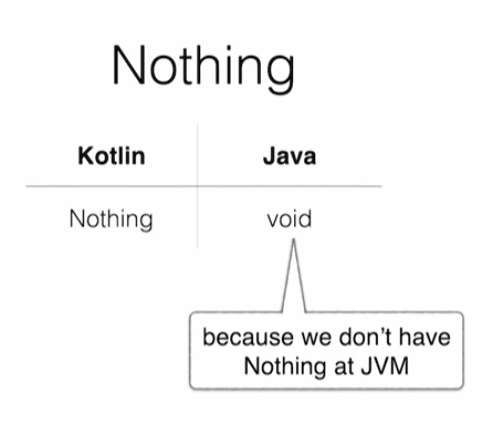 Nothing
Kotlin Java
Nothing void
because we don't have
Nothing at JVM